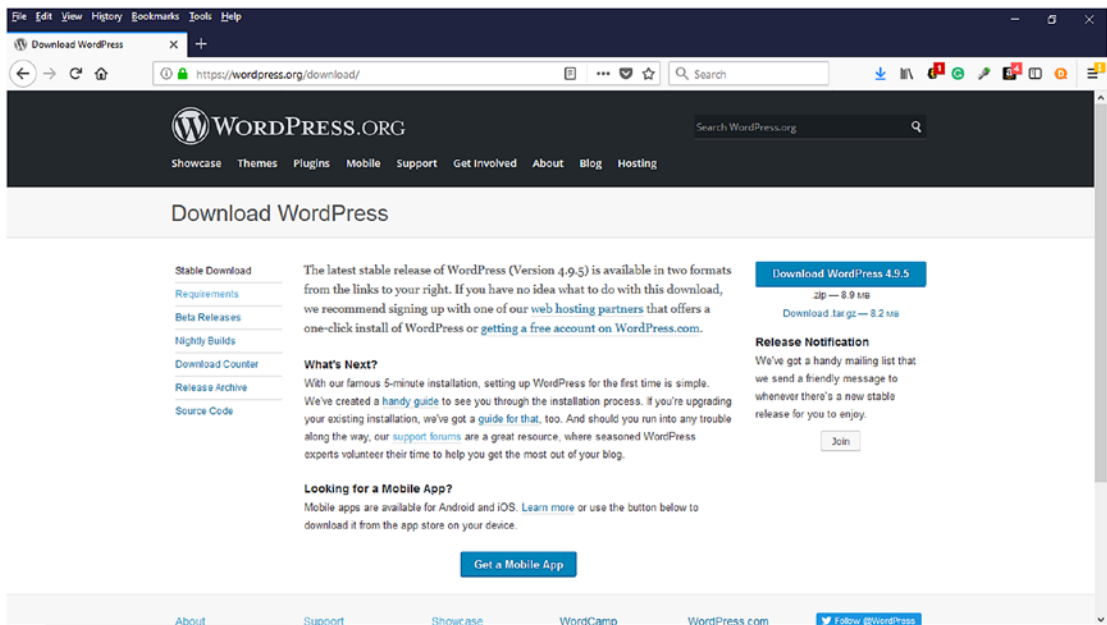 File Edit View History Bookmarks Tools Help
Download WordPress
https://wordpress.org/download/
Search
1
4
WORDPRESS.ORG
Search WordPress.org
Showcase Themes Plugins Mobile Support Get Involved About Blog Hosting
Download WordPress
Stable Download
Requirements
Beta Releases
Nightly Builds
Download Counter
Release Archive
Source Code
The latest stable release of WordPress (Version 4.9.5) is available in two formats
from the links to your right. If you have no idea what to do with this download,
we recommend signing up with one of our web hosting partners that offers a
one-click install of WordPress or getting a free account on WordPress.com.
What's Next?
With our famous 5-minute installation, setting up WordPress for the first time is simple.
We've created a handy guide to see you through the installation process. If you're upgrading
your existing installation, we've got a guide for that, too. And should you run into any trouble
along the way, our support forums are a great resource, where seasoned WordPress
experts volunteer their time to help you get the most out of your blog.
Looking for a Mobile App?
Mobile apps are available for Android and iOS. Learn more or use the button below to
download it from the app store on your device.
Get a Mobile App
Download WordPress 4.9.5
.zip — 8.9 MB
Download .tar.gz — 8.2 MB
Release Notification
We've got a handy mailing list that
we send a friendly message to
whenever there's a new stable
release for you to enjoy.
Join
About Support Showcase WordCamp WordPress.com Follow @WordPress